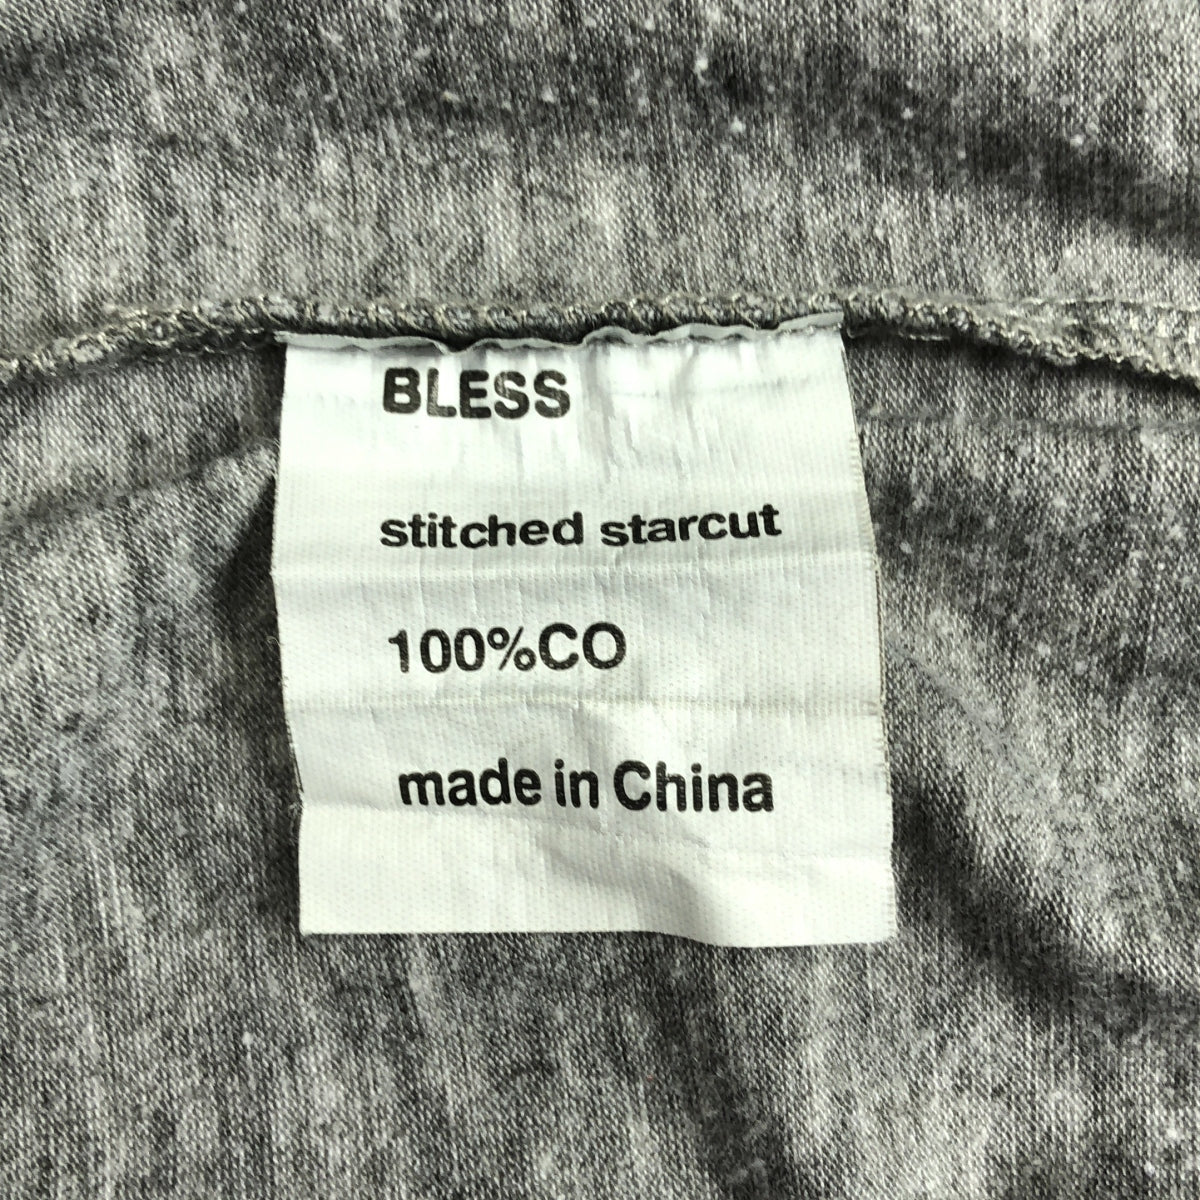 BLESS
stitched starcut
100%CO
made in China